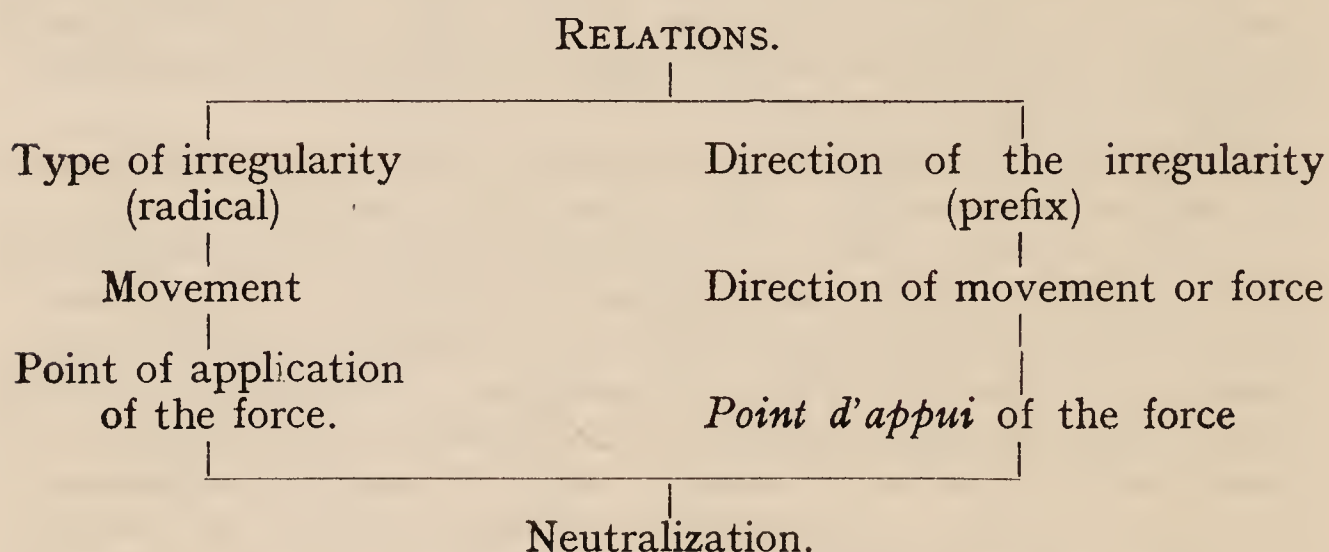 RELATIONS.
Type of irregularity
(radical)
Direction of the irregularity
(prefix)
Movement
Direction of movement or force
Point of application
of the force.
Point d'appui of the force
Neutralization.